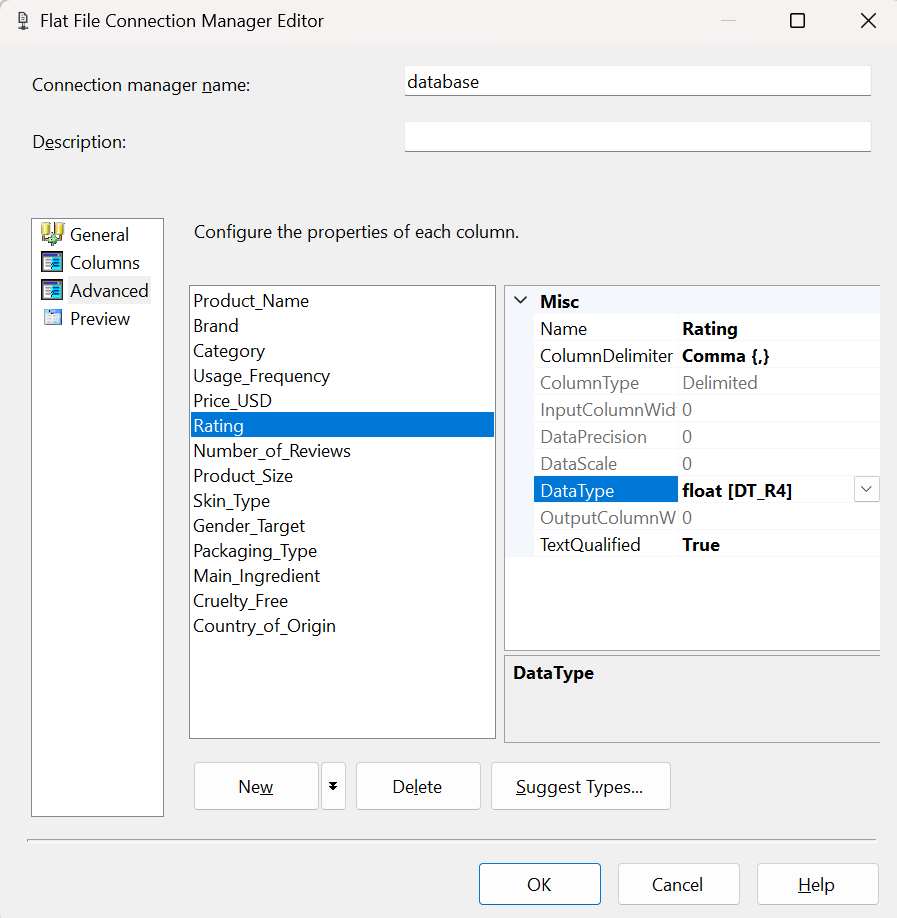 Flat File Connection Manager Editor
Connection manager name: database
Description:
General
Columns
Advanced
Preview
Configure the properties of each column.
Product_Name
Brand
Category
Usage_Frequency
Price_USD
Rating
Number_of_Reviews
Product_Size
Skin_Type
Gender_Target
Packaging_Type
Main_Ingredient
Cruelty_Free
Country_of_Origin
Misc
Name Rating
ColumnDelimiter Comma {,}
ColumnType Delimited
InputColumnWid 0
DataPrecision 0
DataScale 0
DataType float [DT_R4]
OutputColumnW 0
TextQualified True
DataType
New Delete Suggest Types...
OK Cancel Help